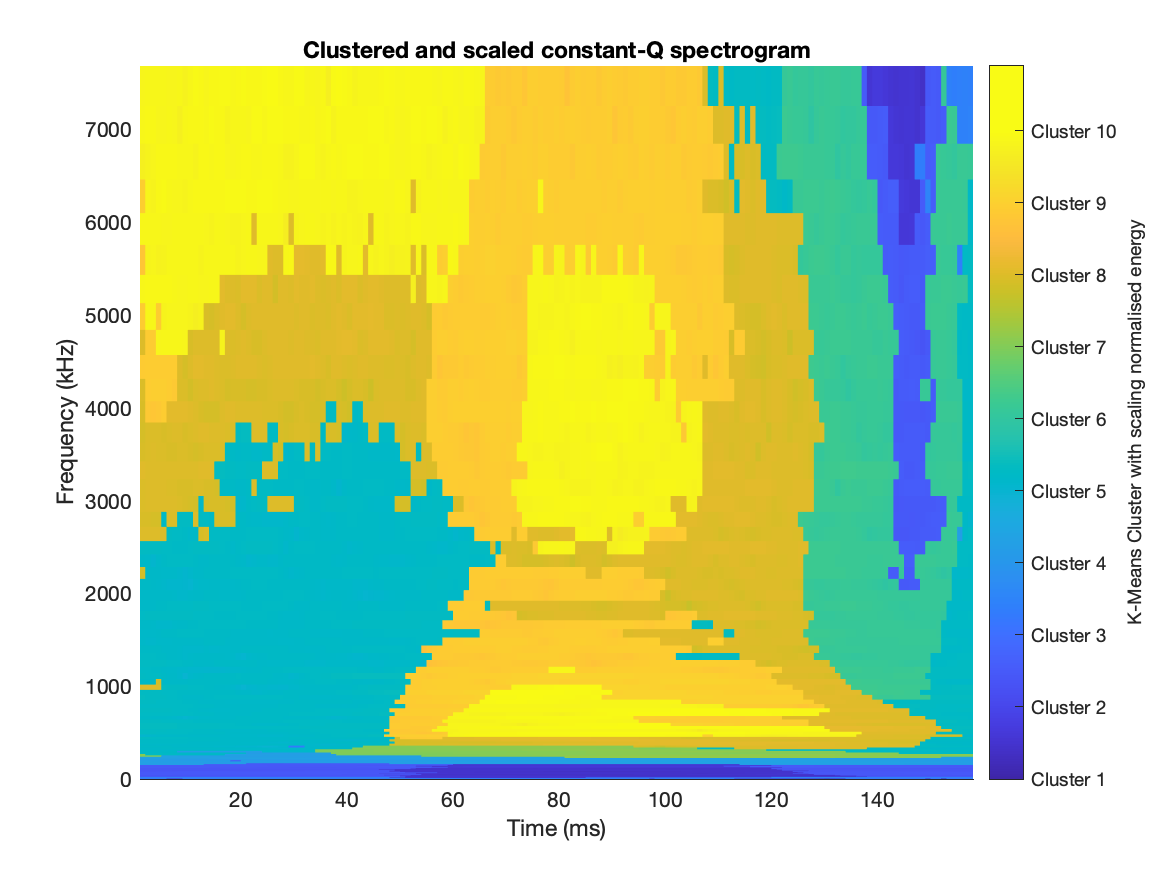 Clustered and scaled constant-Q spectrogram
7000
6000
5000
4000
3000
2000
1000
0
Frequency (kHz)
20
40
60
80
100
120
140
Time (ms)
Cluster 10
Cluster 9
Cluster 8
Cluster 7
Cluster 6
Cluster 5
Cluster 4
Cluster 3
Cluster 2
Cluster 1
K-Means Cluster with scaling normalised energy